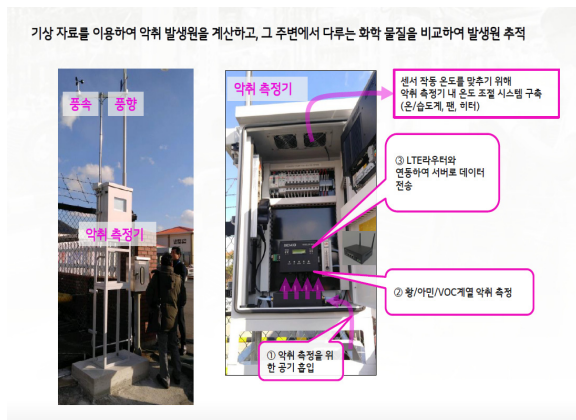 기상 자료를 이용하여 악취 발생원을 계산하고, 그 주변에서 다루는 화학 물질을 비교하여 발생원 추적
풍속
풍향
악취 측정기
악취 측정기
센서 작동 온도를 맞추기 위해
악취 측정기 내 온도 조절 시스템 구축
(온/습도계, 팬, 히터)
③ LTE라우터와
연동하여 서버로 데이터
전송
② 황/아민/VOC계열 악취 측정
① 악취 측정을 위
한 공기 흡입